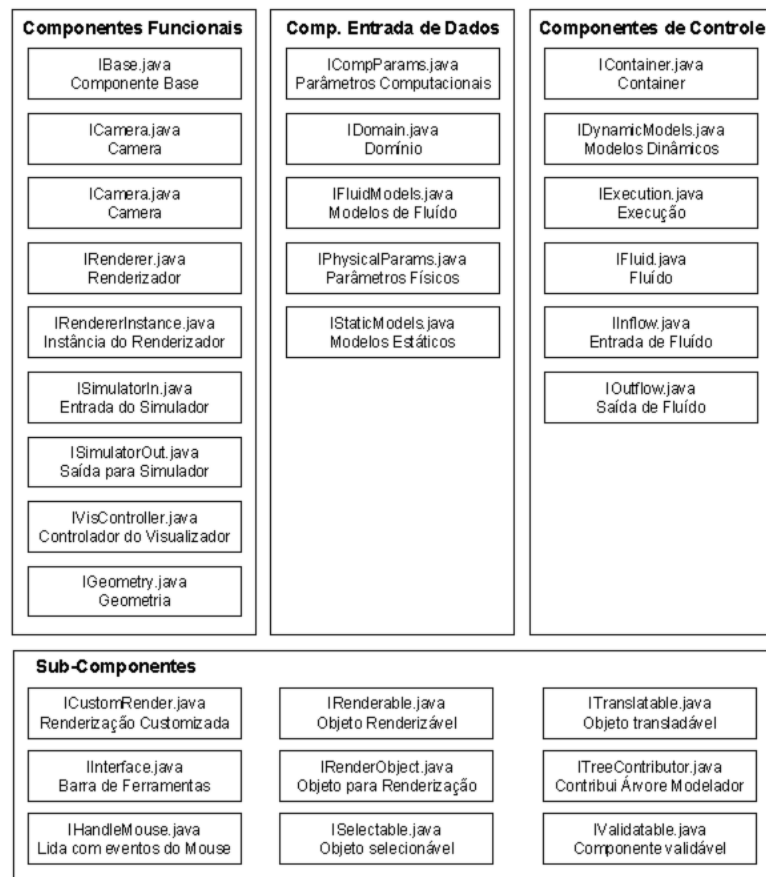 Componentes Funcionais
IBase.java
Componente Base
ICamera.java
Camera
ICamera.java
Camera
IRenderer.java
Renderizador
IRendererInstance.java
Instância do Renderizador
ISimulatorIn.java
Entrada do Simulador
ISimulatorOut.java
Saída para Simulador
IVisController.java
Controlador do Visualizador
IGeometry.java
Geometria
Comp. Entrada de Dados
ICompParams.java
Parâmetros Computacionais
IDomain.java
Domínio
IFluidModels.java
Modelos de Fluído
IPhysicalParams.java
Parâmetros Físicos
IStaticModels.java
Modelos Estáticos
Componentes de Controle
IContainer.java
Container
IDynamicModels.java
Modelos Dinâmicos
IExecution.java
Execução
IFluid.java
Fluído
IInflow.java
Entrada de Fluído
IOutflow.java
Saída de Fluído
Sub-Componentes
ICustomRender.java
Renderização Customizada
IRenderable.java
Objeto Renderizável
ITranslatable.java
Objeto transladável
IInterface.java
Barra de Ferramentas
IRenderObject.java
Objeto para Renderização
ITreeContributor.java
Contribui Árvore Modelador
IHandleMouse.java
Lida com eventos do Mouse
ISelectable.java
Objeto selecionável
IValidatable.java
Componente validável